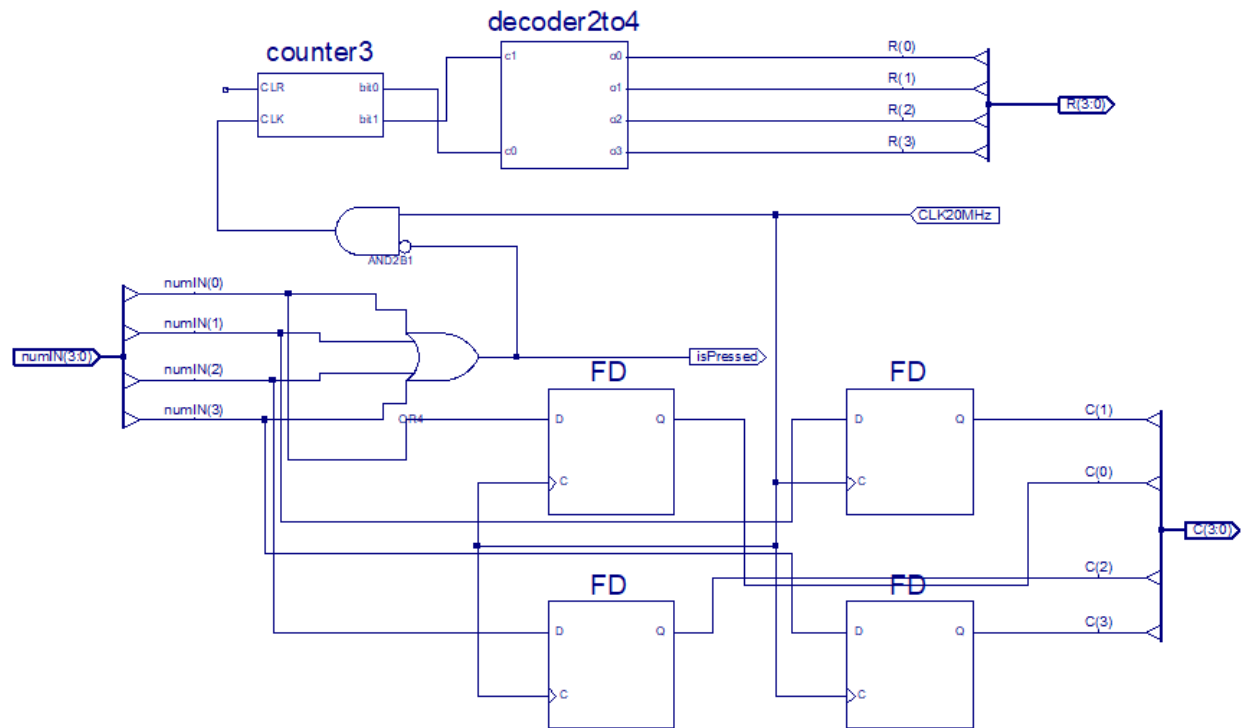 decoder2to4
counter3
CLR
CLK
bit0
bit1
c1
c0
o0
o1
o2
o3
R(0)
R(1)
R(2)
R(3)
R(3:0)
CLK20MHz
AND2B1
numIN(0)
numIN(1)
numIN(2)
numIN(3)
numIN(3:0)
OR4
isPressed
FD
D
Q
C
FD
D
Q
C
C(1)
C(0)
C(2)
C(3)
C(3:0)
FD
D
Q
C
FD
D
Q
C